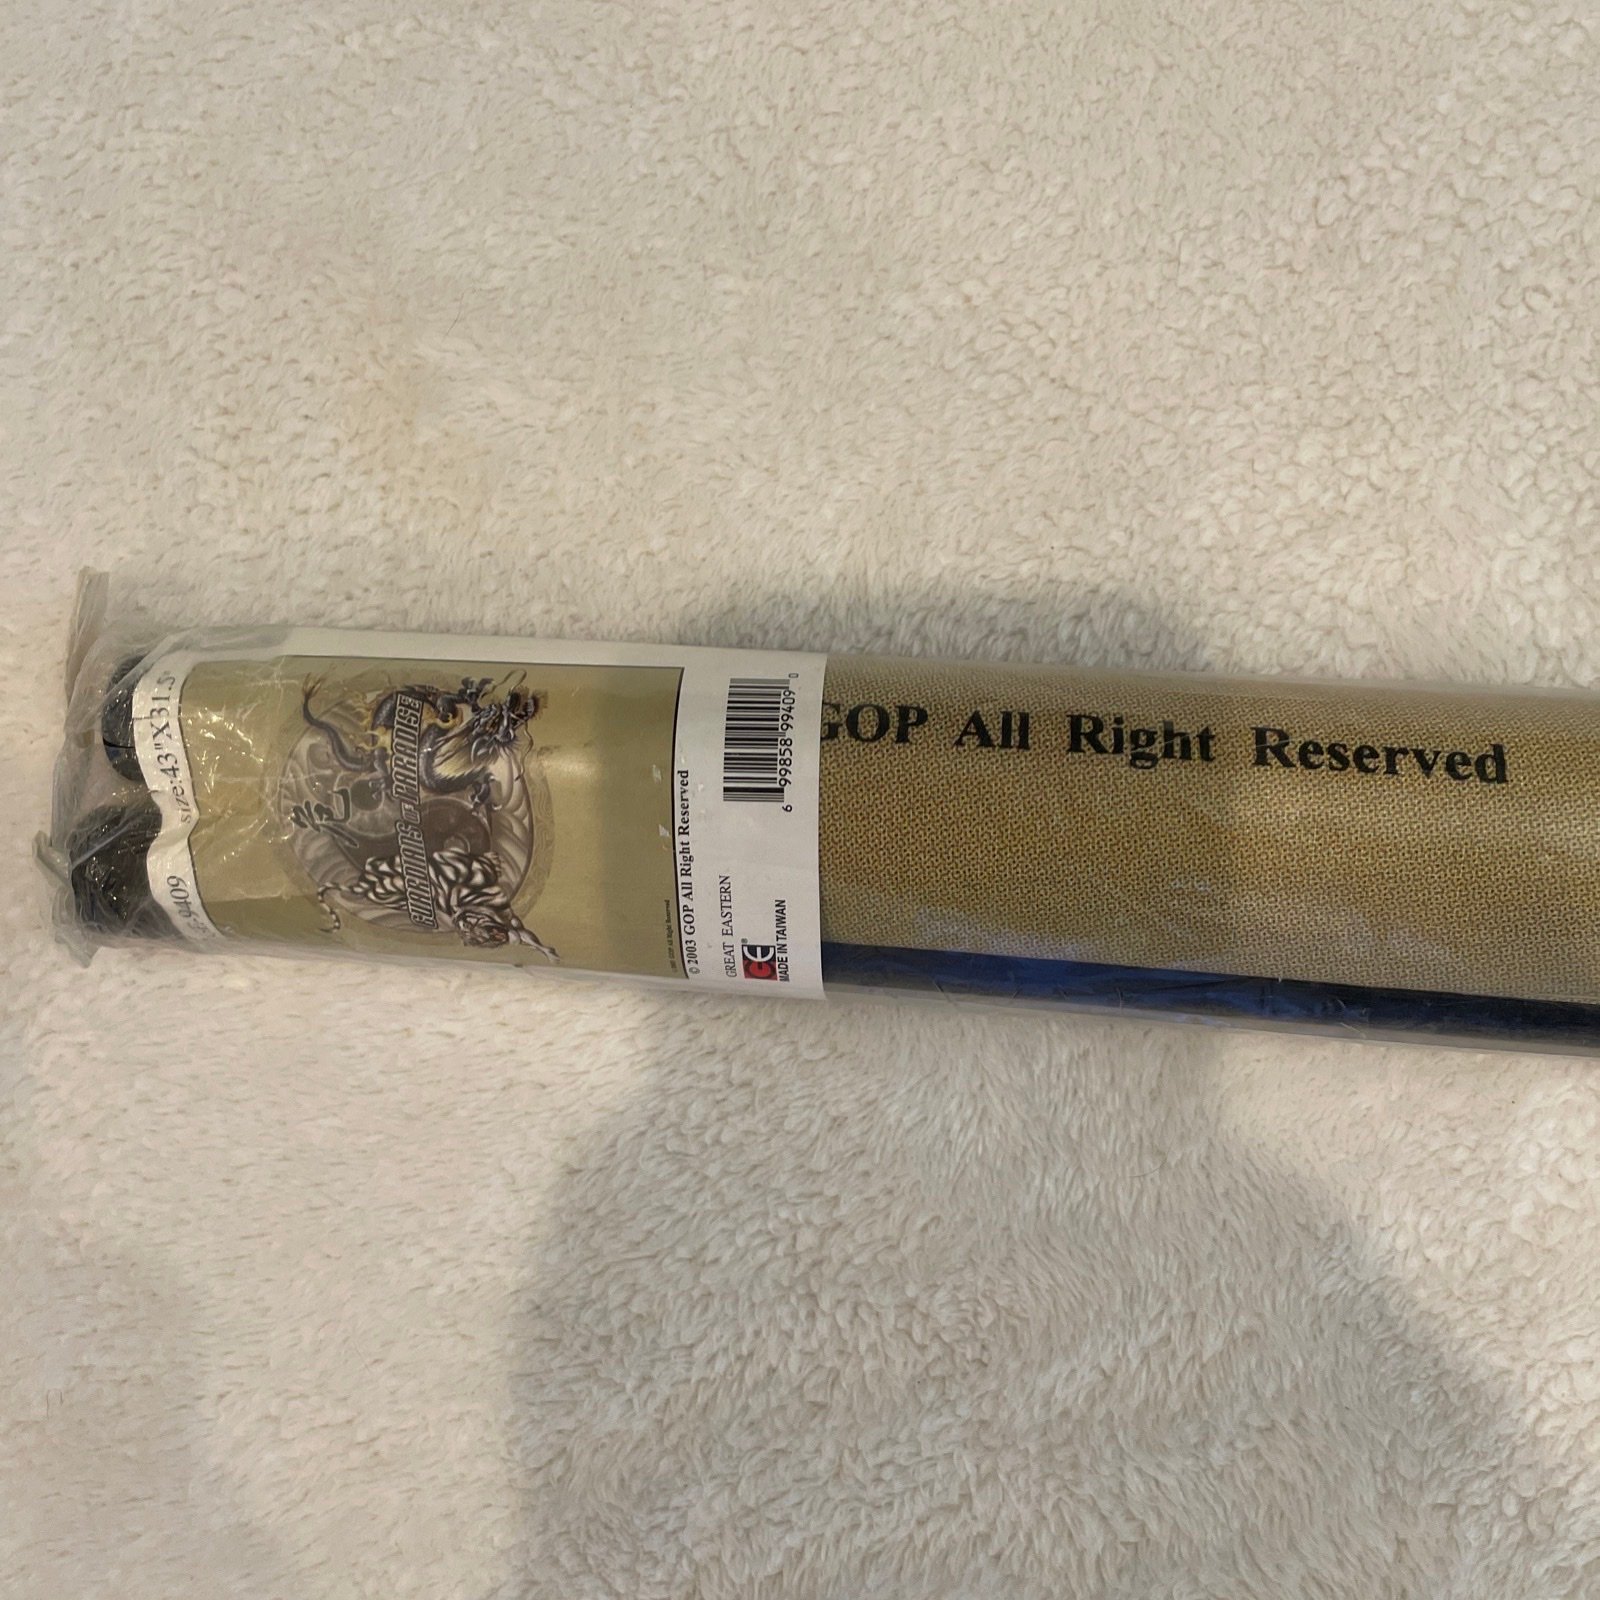 size:43"X31.5"
9409
GUARDIANS OF PARADISE
© 2003 GOP All Right Reserved
GREAT EASTERN
GE®
MADE IN TAIWAN
6 99858 99409 0
GOP All Right Reserved